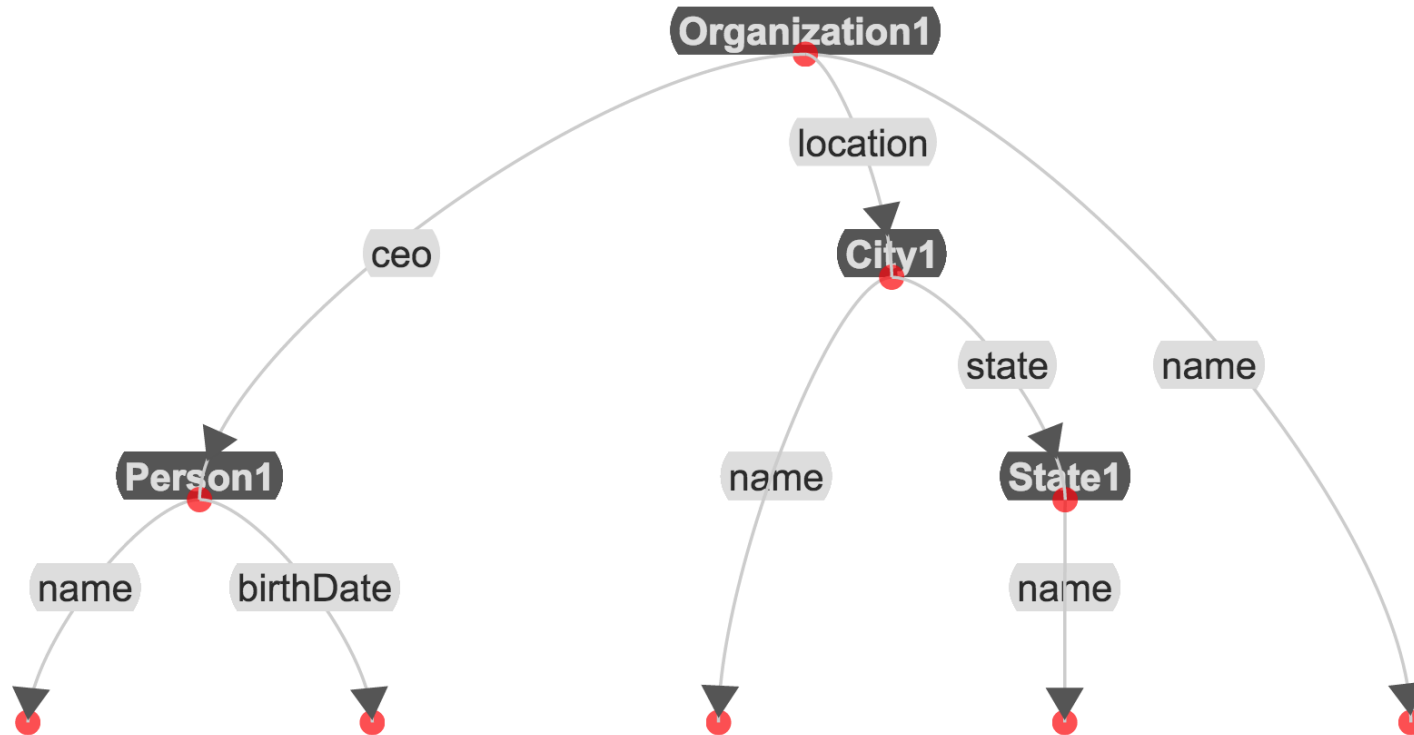 Organization1
location
ceo
City1
state
name
Person1
name
State1
name
birthDate
name